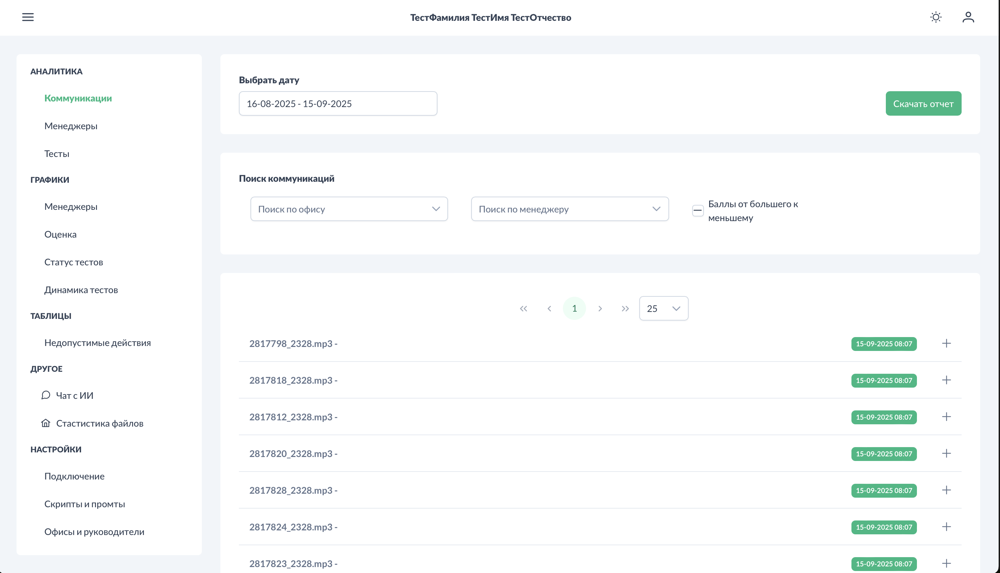 ТестФамилия ТестИмя ТестОтчество
АНАЛИТИКА
Коммуникации
Менеджеры
Тесты
ГРАФИКИ
Менеджеры
Оценка
Статус тестов
Динамика тестов
ТАБЛИЦЫ
Недопустимые действия
ДРУГОЕ
Чат с ИИ
Стастистика файлов
НАСТРОЙКИ
Подключение
Скрипты и промты
Офисы и руководители
Выбрать дату
16-08-2025 - 15-09-2025
Скачать отчет
Поиск коммуникаций
Поиск по офису
Поиск по менеджеру
Баллы от большего к
меньшему
1
25
2817798_2328.mp3 - 15-09-2025 08:07
2817818_2328.mp3 - 15-09-2025 08:07
2817812_2328.mp3 - 15-09-2025 08:07
2817820_2328.mp3 - 15-09-2025 08:07
2817828_2328.mp3 - 15-09-2025 08:07
2817824_2328.mp3 - 15-09-2025 08:07
2817823_2328.mp3 - 15-09-2025 08:07